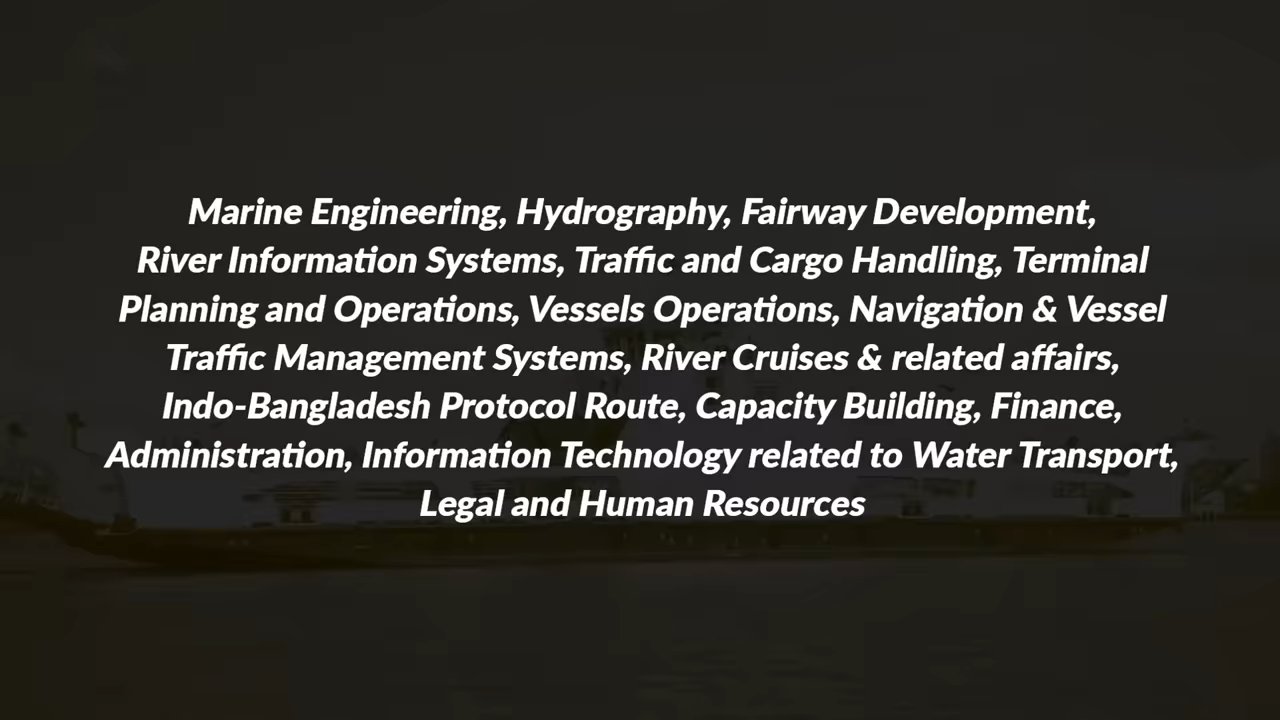 Marine Engineering, Hydrography, Fairway Development,
River Information Systems, Traffic and Cargo Handling, Terminal
Planning and Operations, Vessels Operations, Navigation & Vessel
Traffic Management Systems, River Cruises & related affairs,
Indo-Bangladesh Protocol Route, Capacity Building, Finance,
Administration, Information Technology related to Water Transport,
Legal and Human Resources